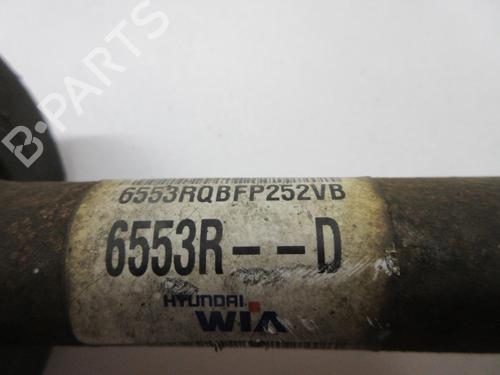 B-PARTS
6553RQBFP252VB
6553R--D
HYUNDAI
WIA